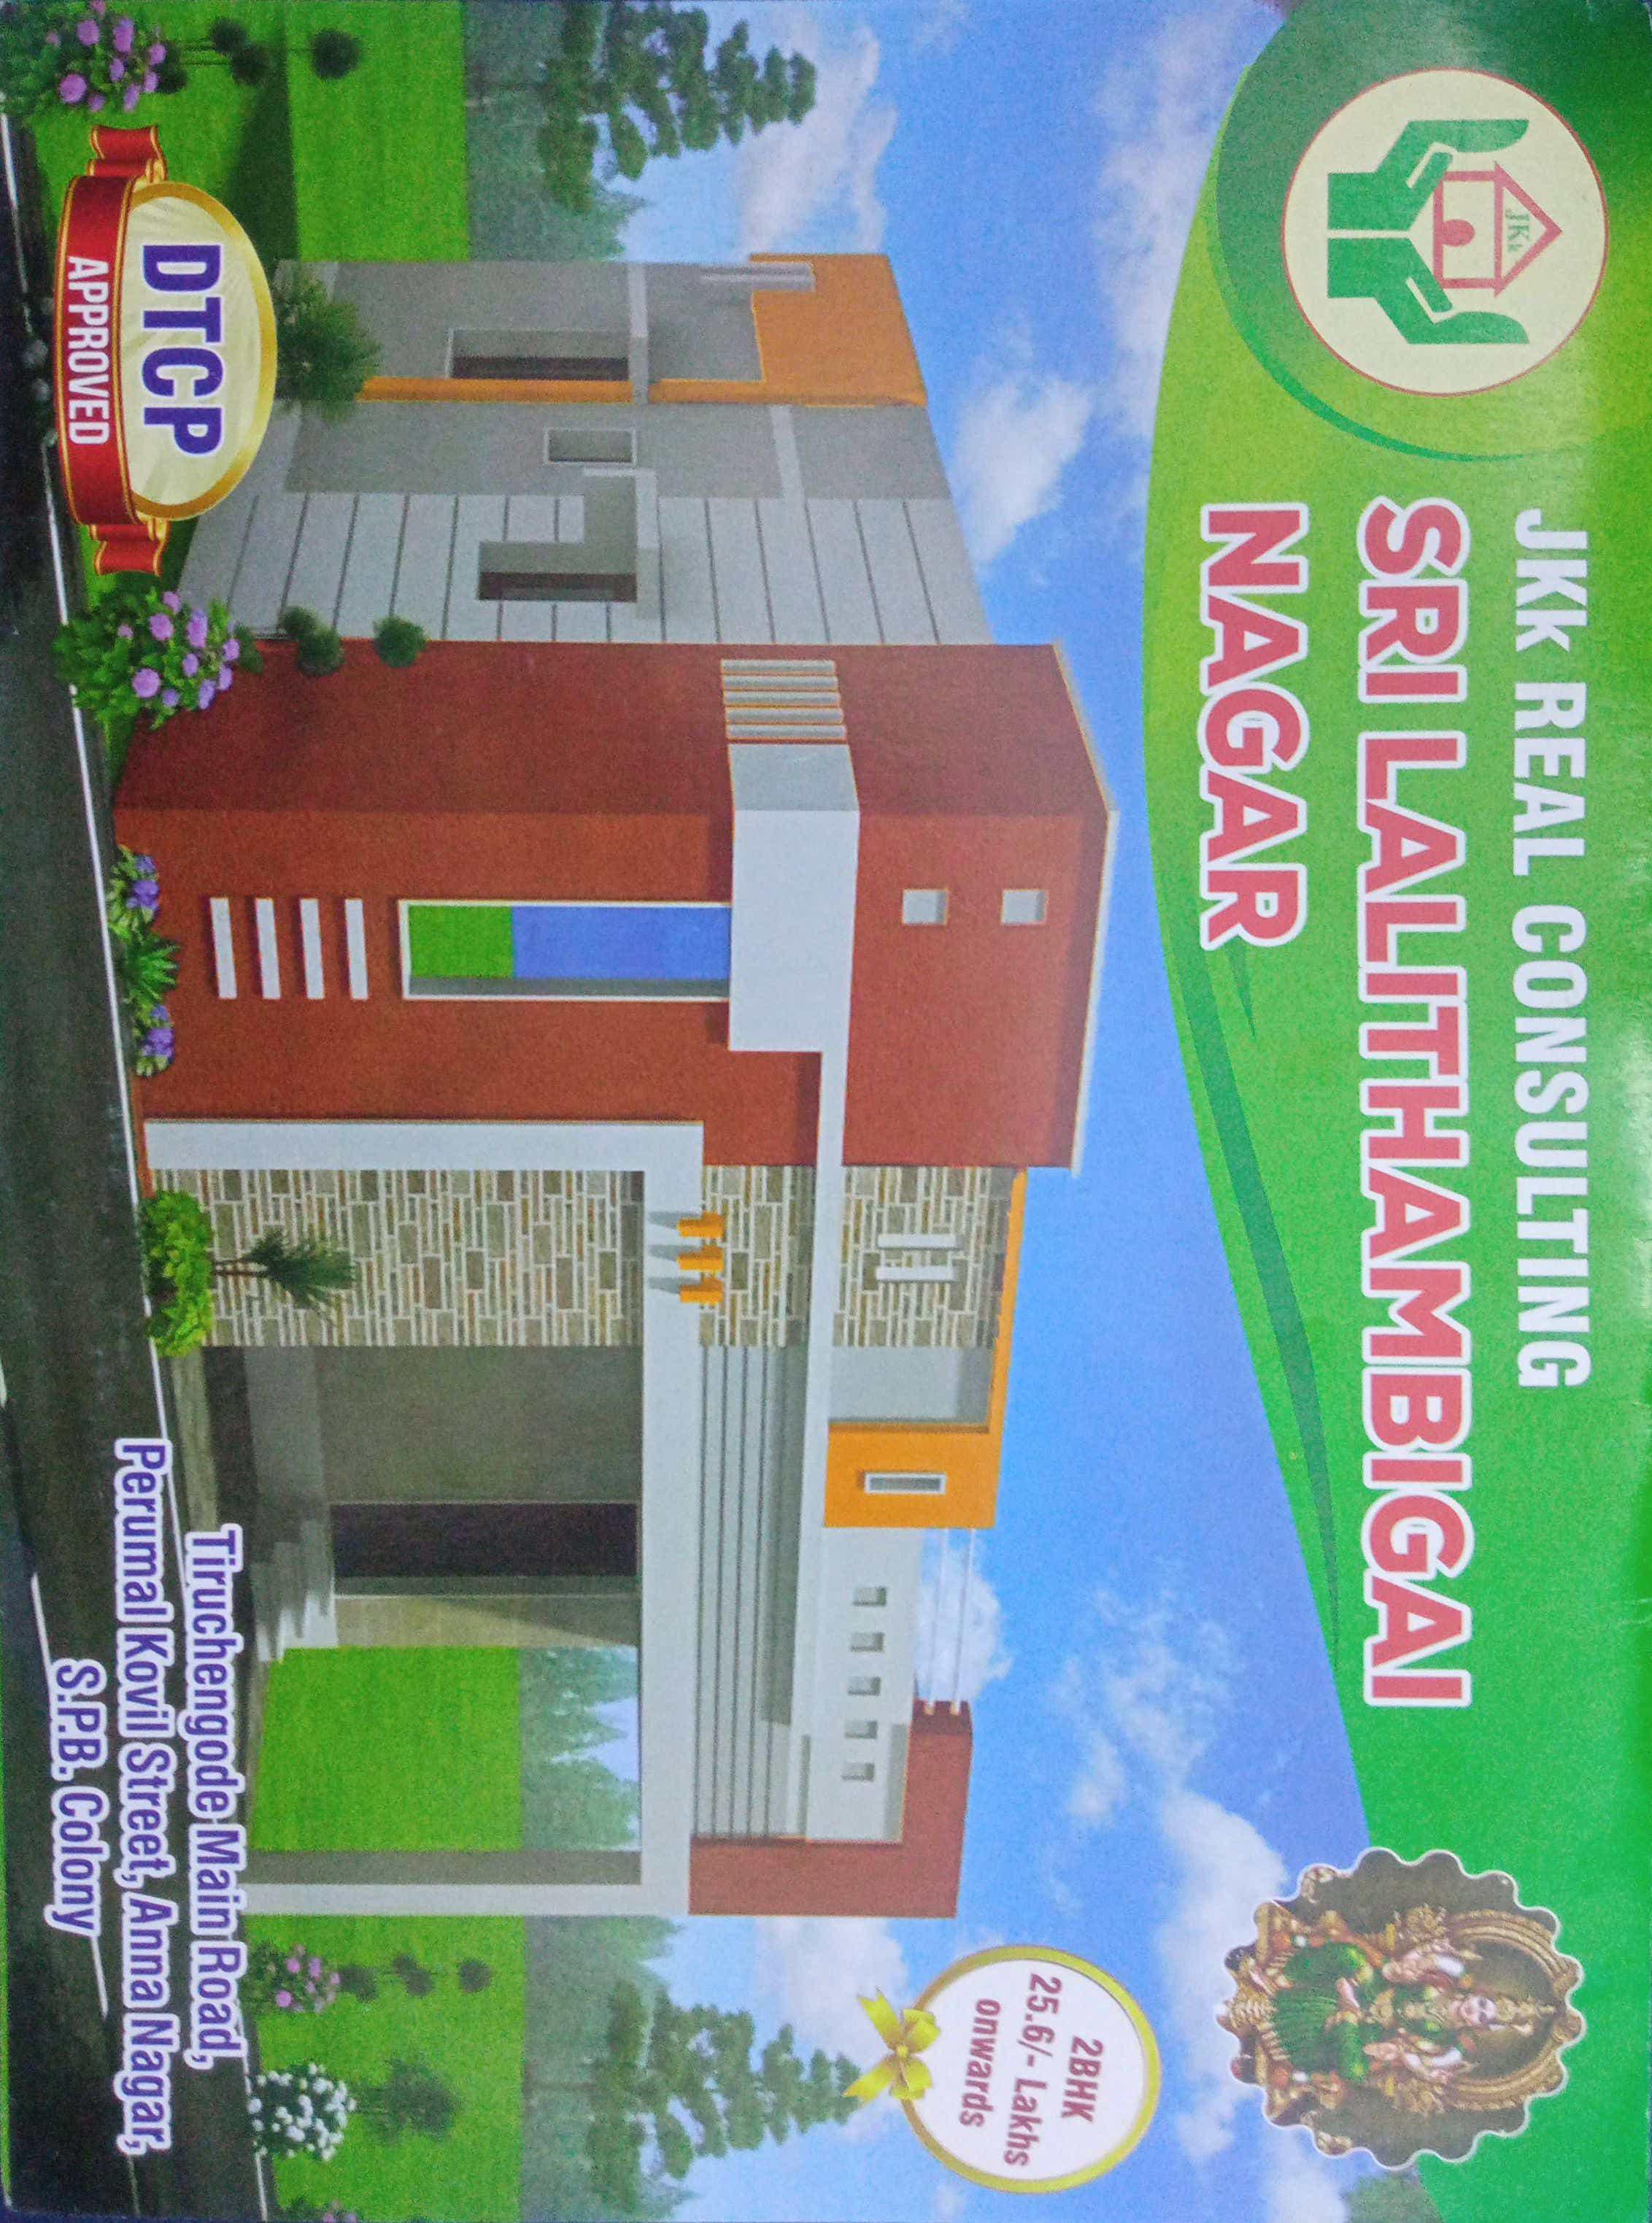 JKk
JKk REAL CONSULTING
SRI LALITHAMBIGAI
NAGAR
2BHK
25.6/- Lakhs
onwards
DTCP
APPROVED
Tiruchengode Main Road,
Perumal Kovil Street, Anna Nagar,
S.P.B. Colony